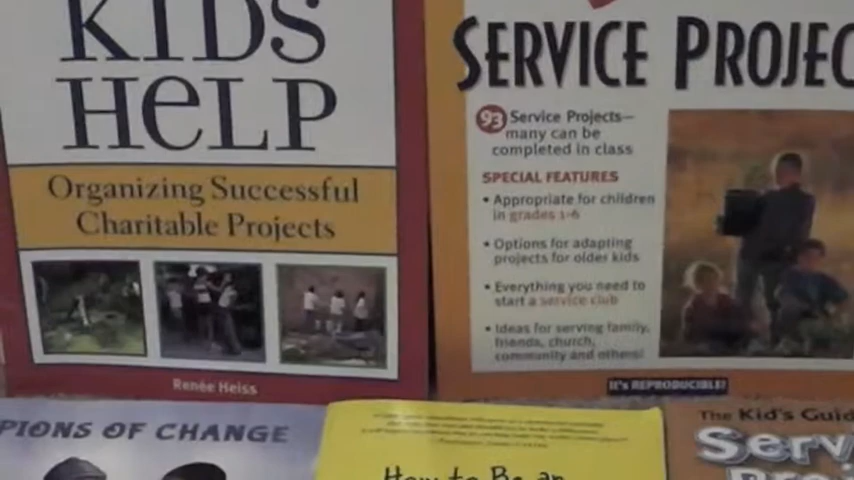 KIDS
HeLP
Organizing Successful
Charitable Projects
Renée Heiss
SERVICE PROJEC
93 Service Projects—
many can be
completed in class
SPECIAL FEATURES
• Appropriate for children
in grades 1-6
• Options for adapting
projects for older kids
• Everything you need to
start a service club
• Ideas for serving family,
friends, church,
community and others!
It's REPRODUCIBLE!
PIONS OF CHANGE
How to Be an
The Kid's Guid
Serv